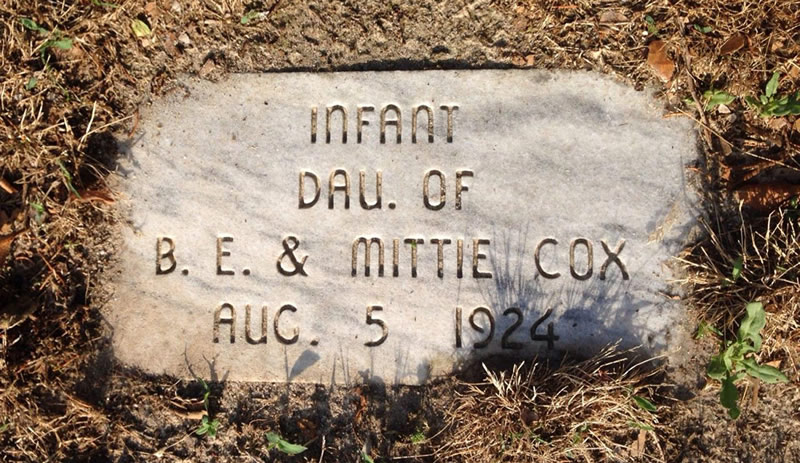 INFANT
DAU. OF
B. E. & MITTIE COX
AUG. 5 1924